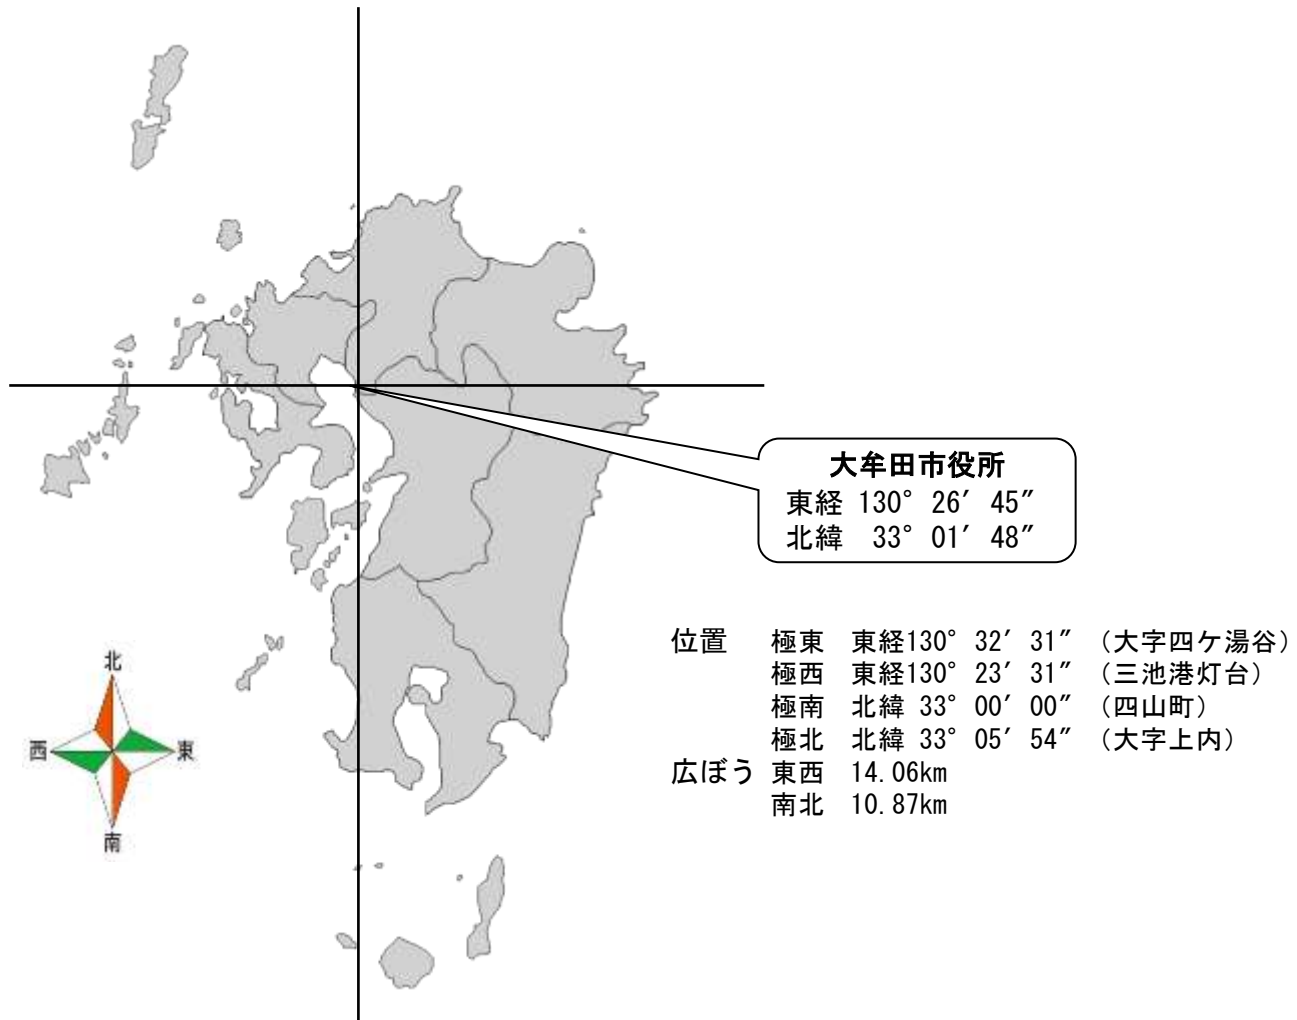 大牟田市役所
東経 130° 26′ 45″
北緯 33° 01′ 48″
位置 極東 東経130° 32′ 31″ (大字四ケ湯谷)
極西 東経130° 23′ 31″ (三池港灯台)
極南 北緯 33° 00′ 00″ (四山町)
極北 北緯 33° 05′ 54″ (大字上内)
広ぼう 東西 14.06km
南北 10.87km
北
西
東
南